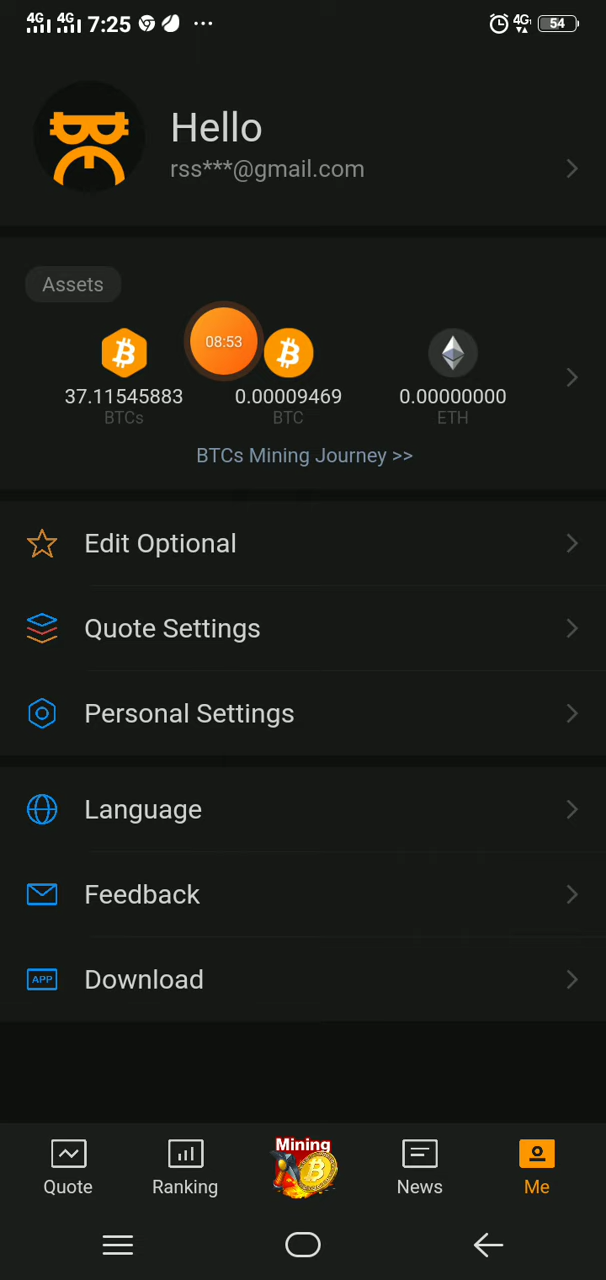 4G 4G 7:25 ... 4G 54
Hello
rss***@gmail.com
Assets
08:53
37.11545883 0.00009469 0.00000000
BTCs BTC ETH
BTCs Mining Journey >>
Edit Optional
Quote Settings
Personal Settings
Language
Feedback
APP Download
Mining
Quote Ranking News Me